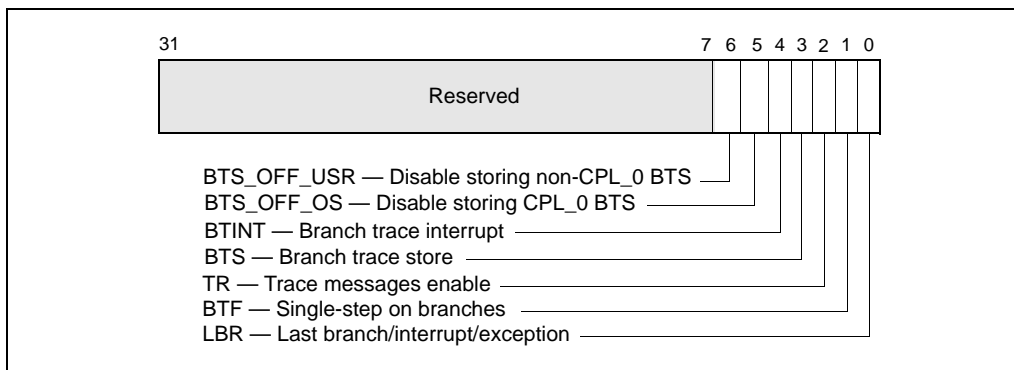 31 7 6 5 4 3 2 1 0
Reserved
BTS_OFF_USR — Disable storing non-CPL_0 BTS
BTS_OFF_OS — Disable storing CPL_0 BTS
BTINT — Branch trace interrupt
BTS — Branch trace store
TR — Trace messages enable
BTF — Single-step on branches
LBR — Last branch/interrupt/exception